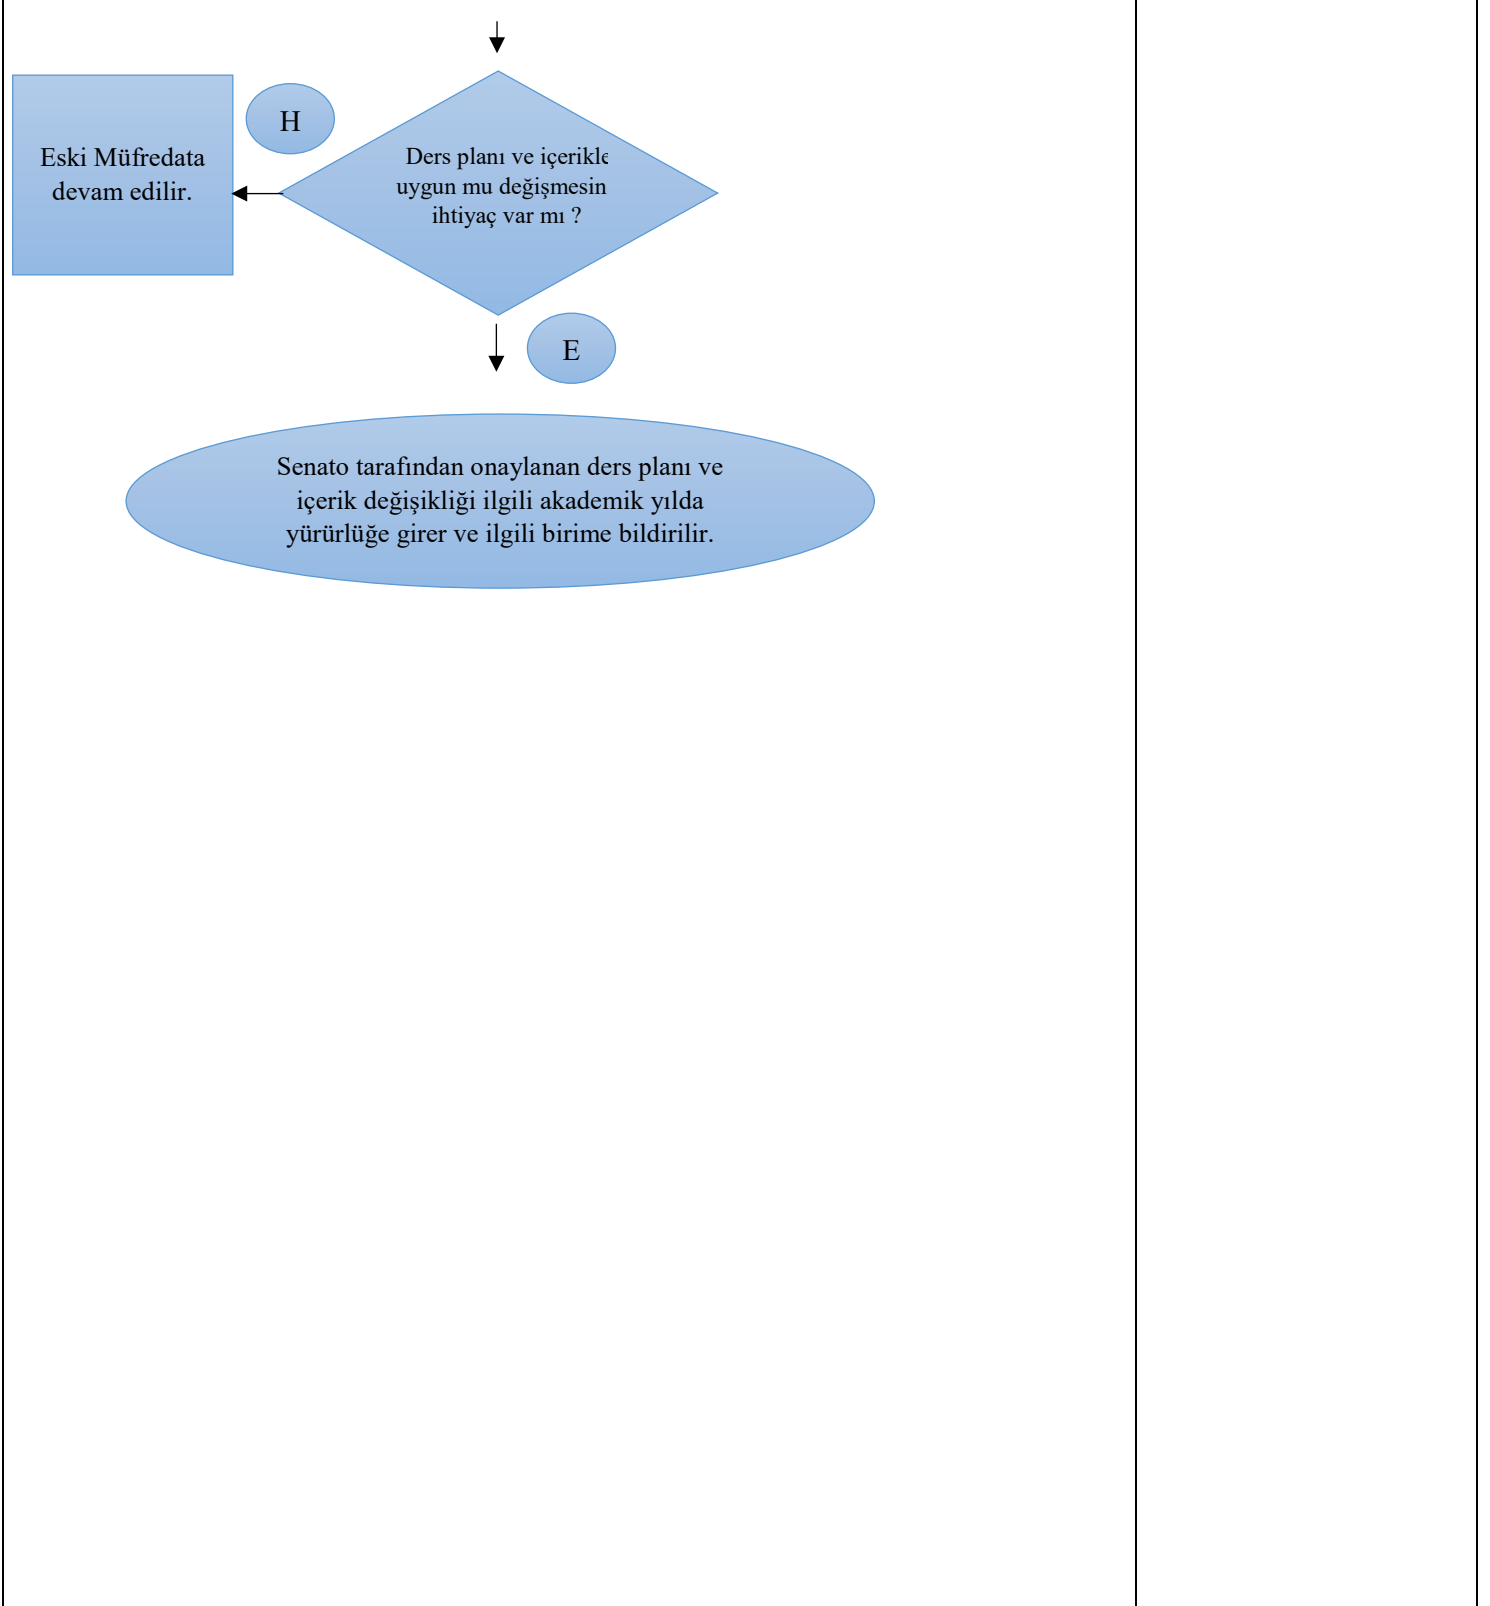 H
Eski Müfredata
devam edilir.
Ders planı ve içerikle
uygun mu değişmesin
ihtiyaç var mı ?
E
Senato tarafından onaylanan ders planı ve
içerik değişikliği ilgili akademik yılda
yürürlüğe girer ve ilgili birime bildirilir.